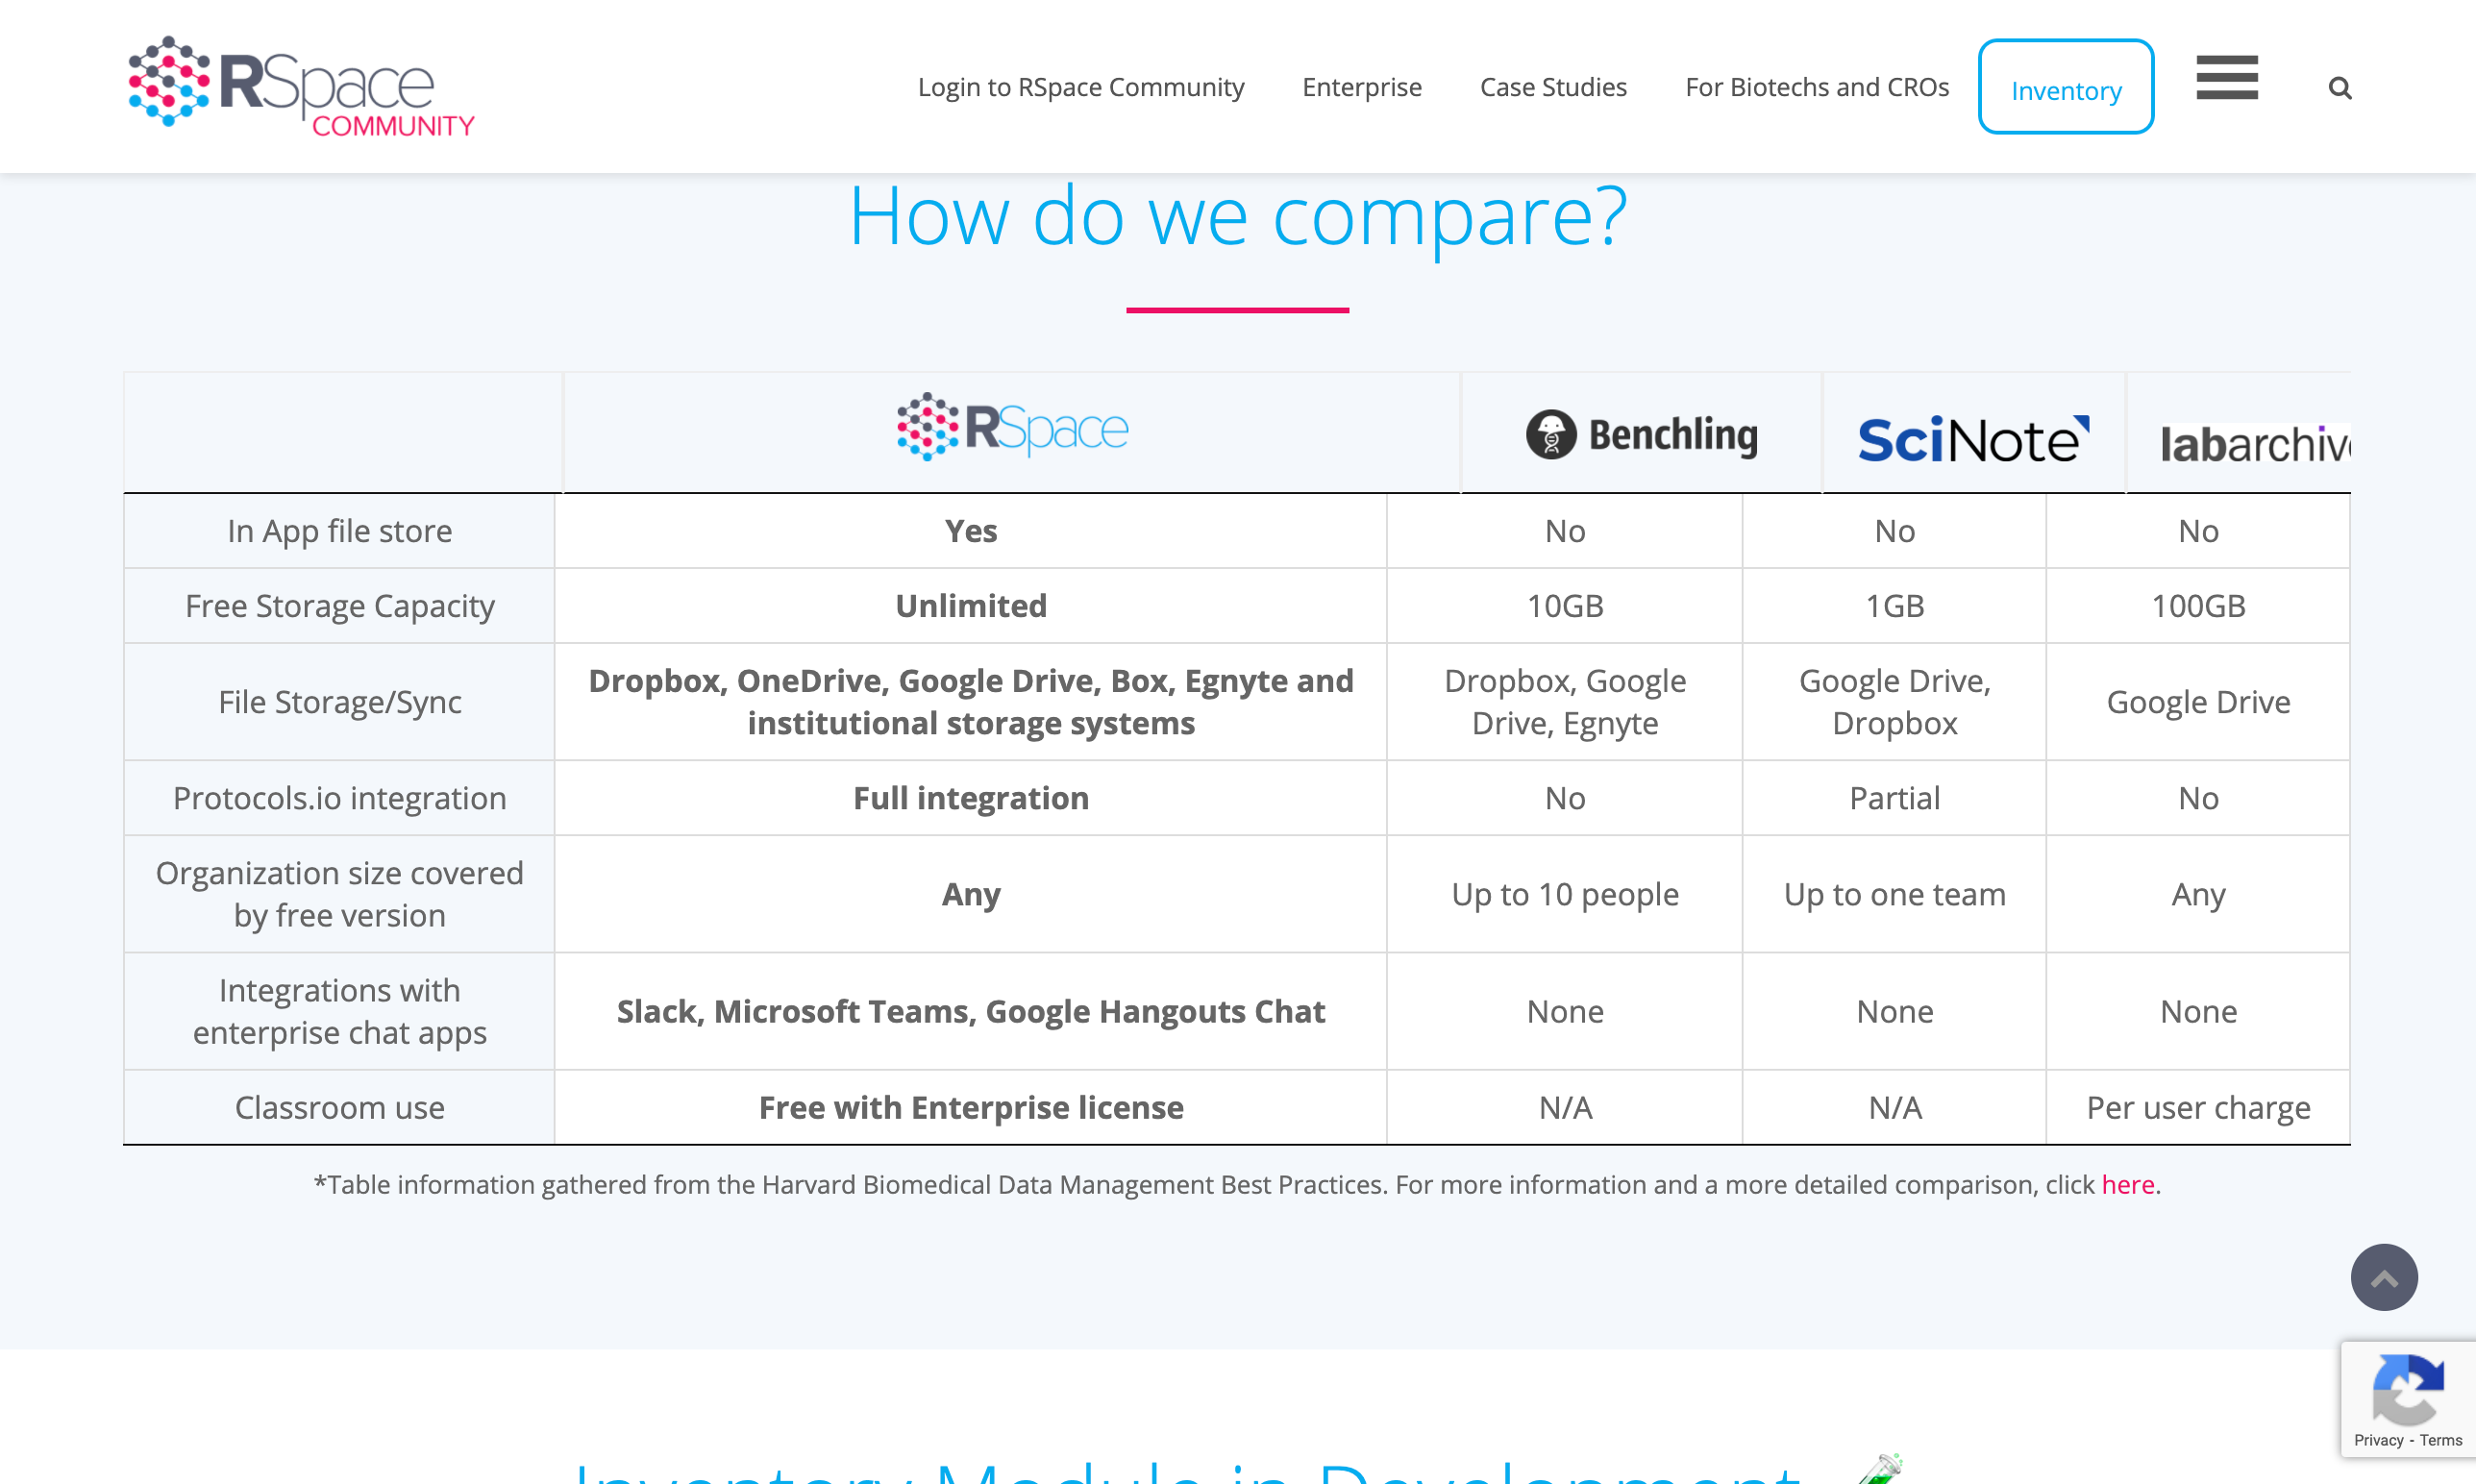 RSpace
COMMUNITY
Login to RSpace Community
Enterprise
Case Studies
For Biotechs and CROs
Inventory
How do we compare?
RSpace
Benchling
SciNote
labarchiv
In App file store
Yes
No
No
No
Free Storage Capacity
Unlimited
10GB
1GB
100GB
File Storage/Sync
Dropbox, OneDrive, Google Drive, Box, Egnyte and
institutional storage systems
Dropbox, Google
Drive, Egnyte
Google Drive,
Dropbox
Google Drive
Protocols.io integration
Full integration
No
Partial
No
Organization size covered
by free version
Any
Up to 10 people
Up to one team
Any
Integrations with
enterprise chat apps
Slack, Microsoft Teams, Google Hangouts Chat
None
None
None
Classroom use
Free with Enterprise license
N/A
N/A
Per user charge
*Table information gathered from the Harvard Biomedical Data Management Best Practices. For more information and a more detailed comparison, click here.
Privacy - Terms
Inventory Module in Development